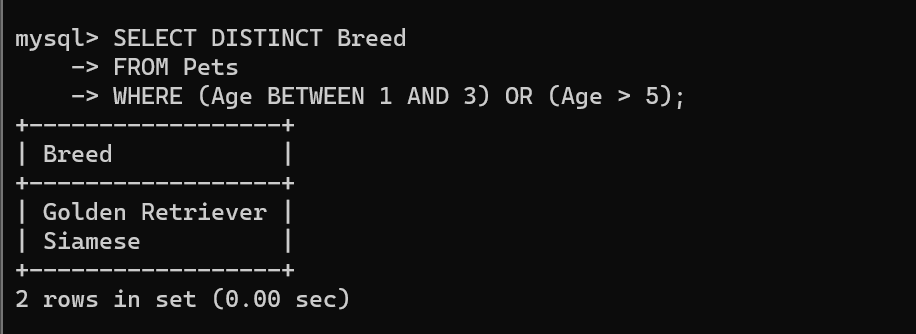 mysql> SELECT DISTINCT Breed
    -> FROM Pets
    -> WHERE (Age BETWEEN 1 AND 3) OR (Age > 5);
+------------------+
| Breed            |
+------------------+
| Golden Retriever |
| Siamese          |
+------------------+
2 rows in set (0.00 sec)